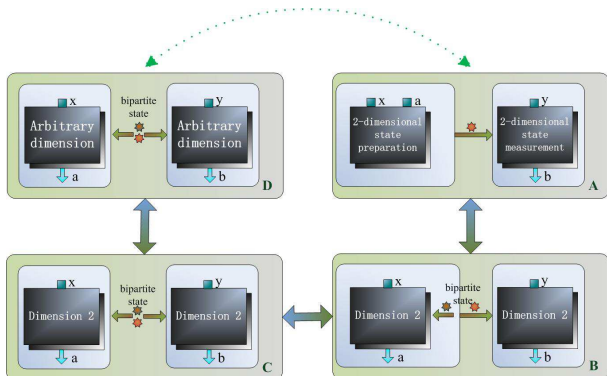 x
bipartite
state
y
Arbitrary
dimension
Arbitrary
dimension
a
b
D
x
a
y
2-dimensional
state
preparation
2-dimensional
state
measurement
b
A
x
bipartite
state
y
Dimension 2
Dimension 2
a
b
C
x
bipartite
state
y
Dimension 2
Dimension 2
a
b
B